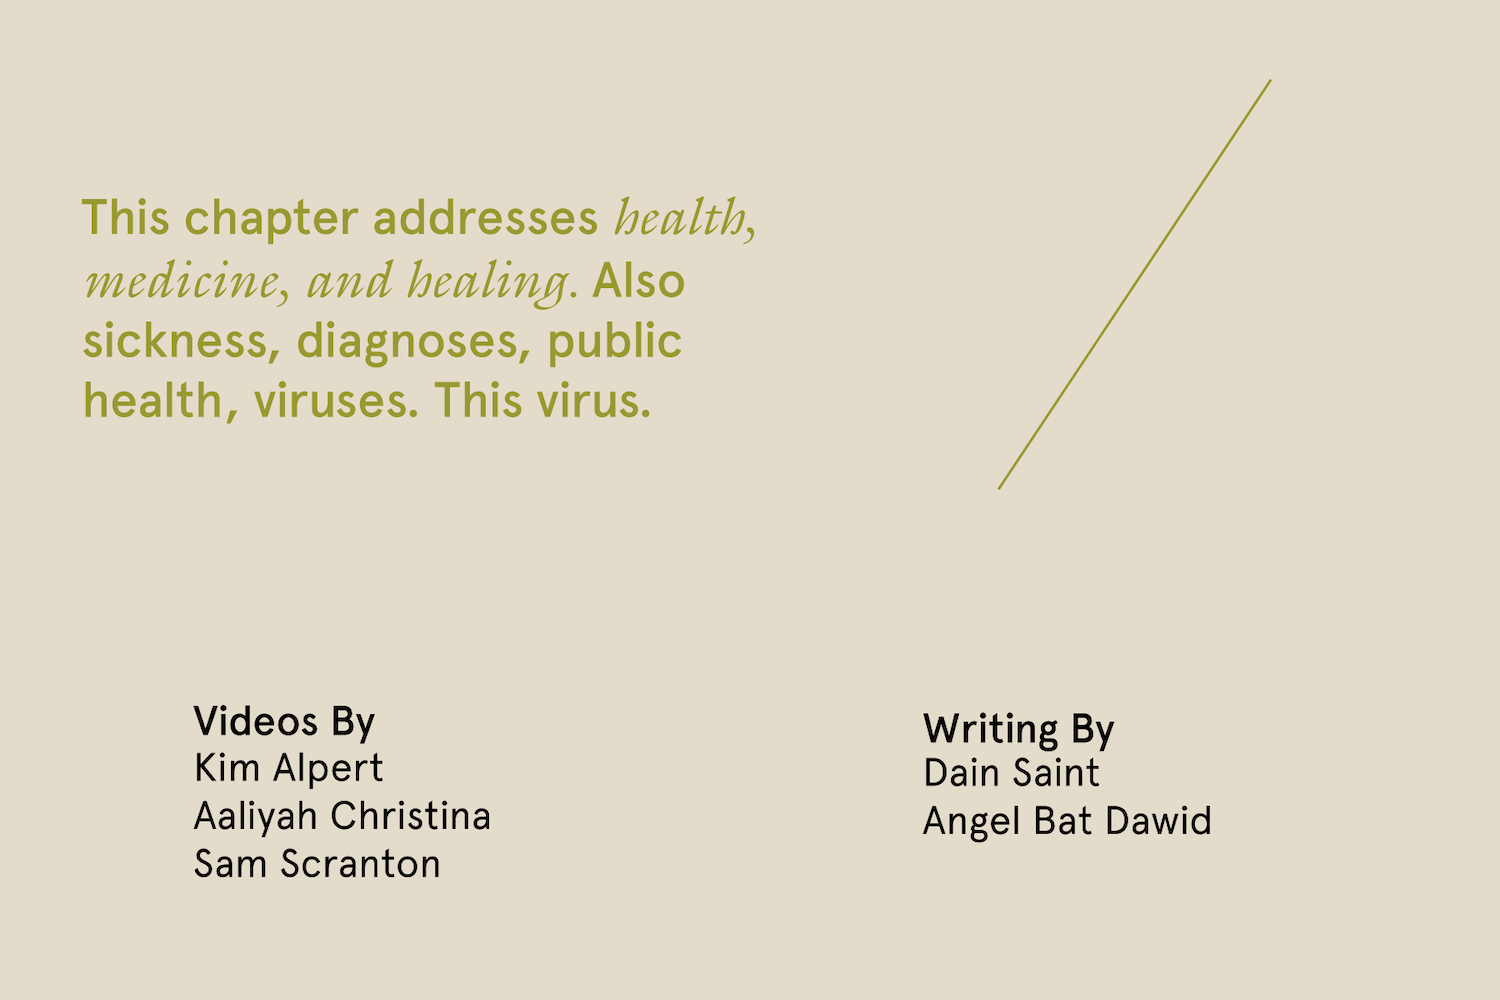 This chapter addresses health,
medicine, and healing. Also
sickness, diagnoses, public
health, viruses. This virus.
Videos By
Kim Alpert
Aaliyah Christina
Sam Scranton
Writing By
Dain Saint
Angel Bat Dawid